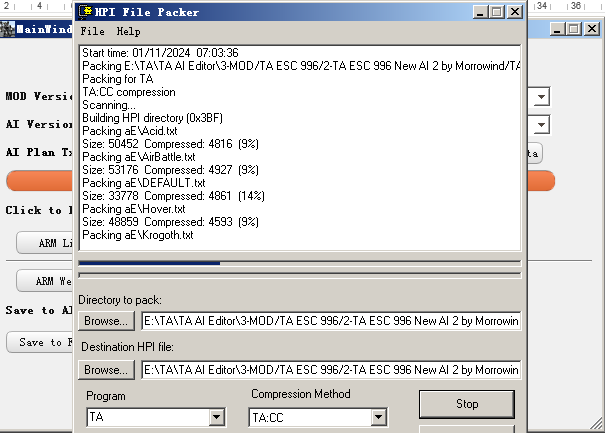 2 4 6 34 36
HPI File Packer
MainWind
File Help
Start time: 01/11/2024 07:03:36
Packing E:\TA\TA AI Editor\3-MOD/TA ESC 996/2-TA ESC 996 New AI 2 by Morrowind/TA
Packing for TA
TA:CC compression
Scanning...
Building HPI directory (0x3BF)
Packing aE\Acid.txt
Size: 50452 Compressed: 4816 (9%)
Packing aE\AirBattle.txt
Size: 53176 Compressed: 4927 (9%)
Packing aE\DEFAULT.txt
Size: 33778 Compressed: 4861 (14%)
Packing aE\Hover.txt
Size: 48859 Compressed: 4593 (9%)
Packing aE\Krogoth.txt
MOD Versi
AI Version
AI Plan Tx
ta
Click to
ARM Li
ARM We
Save to A
Save to
Directory to pack:
Browse... E:\TA\TA AI Editor\3-MOD/TA ESC 996/2-TA ESC 996 New AI 2 by Morrowin
Destination HPI file:
Browse... E:\TA\TA AI Editor\3-MOD/TA ESC 996/2-TA ESC 996 New AI 2 by Morrowin
Program Compression Method
TA TA:CC Stop